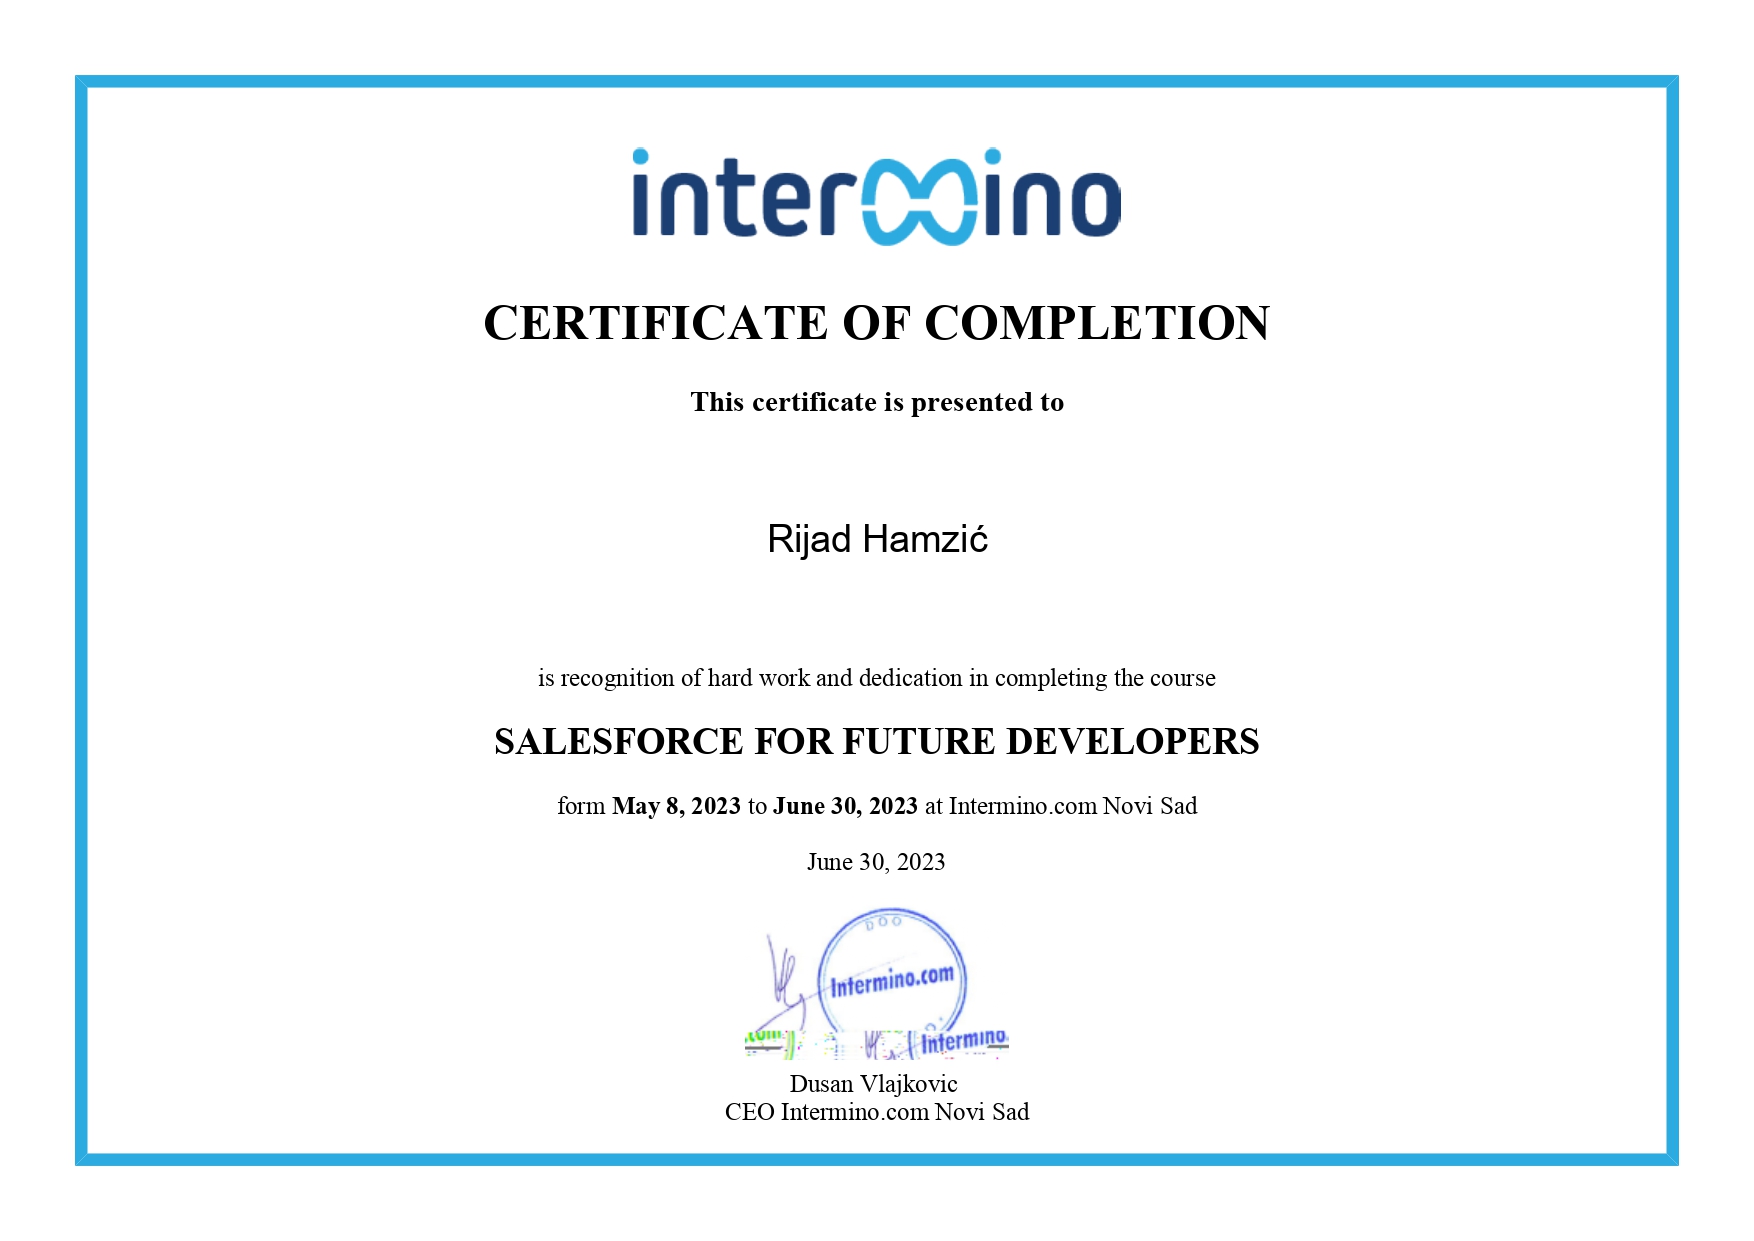 intermino
CERTIFICATE OF COMPLETION
This certificate is presented to
Rijad Hamzić
is recognition of hard work and dedication in completing the course
SALESFORCE FOR FUTURE DEVELOPERS
form May 8, 2023 to June 30, 2023 at Intermino.com Novi Sad
June 30, 2023
DOO
Intermino.com
.com
Intermino.
Dusan Vlajkovic
CEO Intermino.com Novi Sad